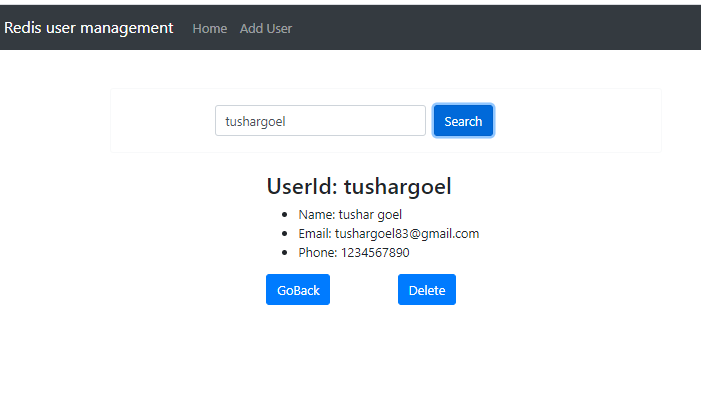 Redis user management Home Add User
tushargoel Search
UserId: tushargoel
Name: tushar goel
Email: tushargoel83@gmail.com
Phone: 1234567890
GoBack Delete